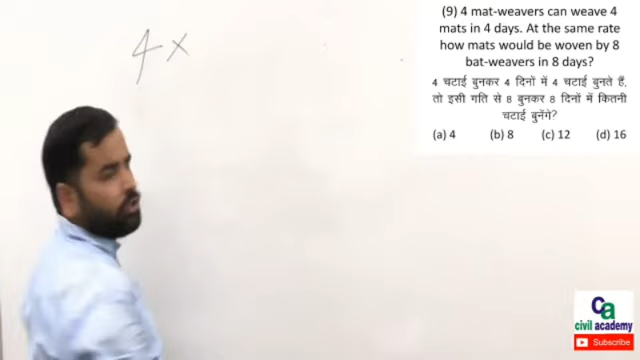 4 x
(9) 4 mat-weavers can weave 4
mats in 4 days. At the same rate
how mats would be woven by 8
bat-weavers in 8 days?
4 चटाई बुनकर 4 दिनों में 4 चटाई बुनते हैं,
तो इसी गति से 8 बुनकर 8 दिनों में कितनी
चटाई बुनेंगे?
(a) 4 (b) 8 (c) 12 (d) 16
ca
civil academy
Subscribe